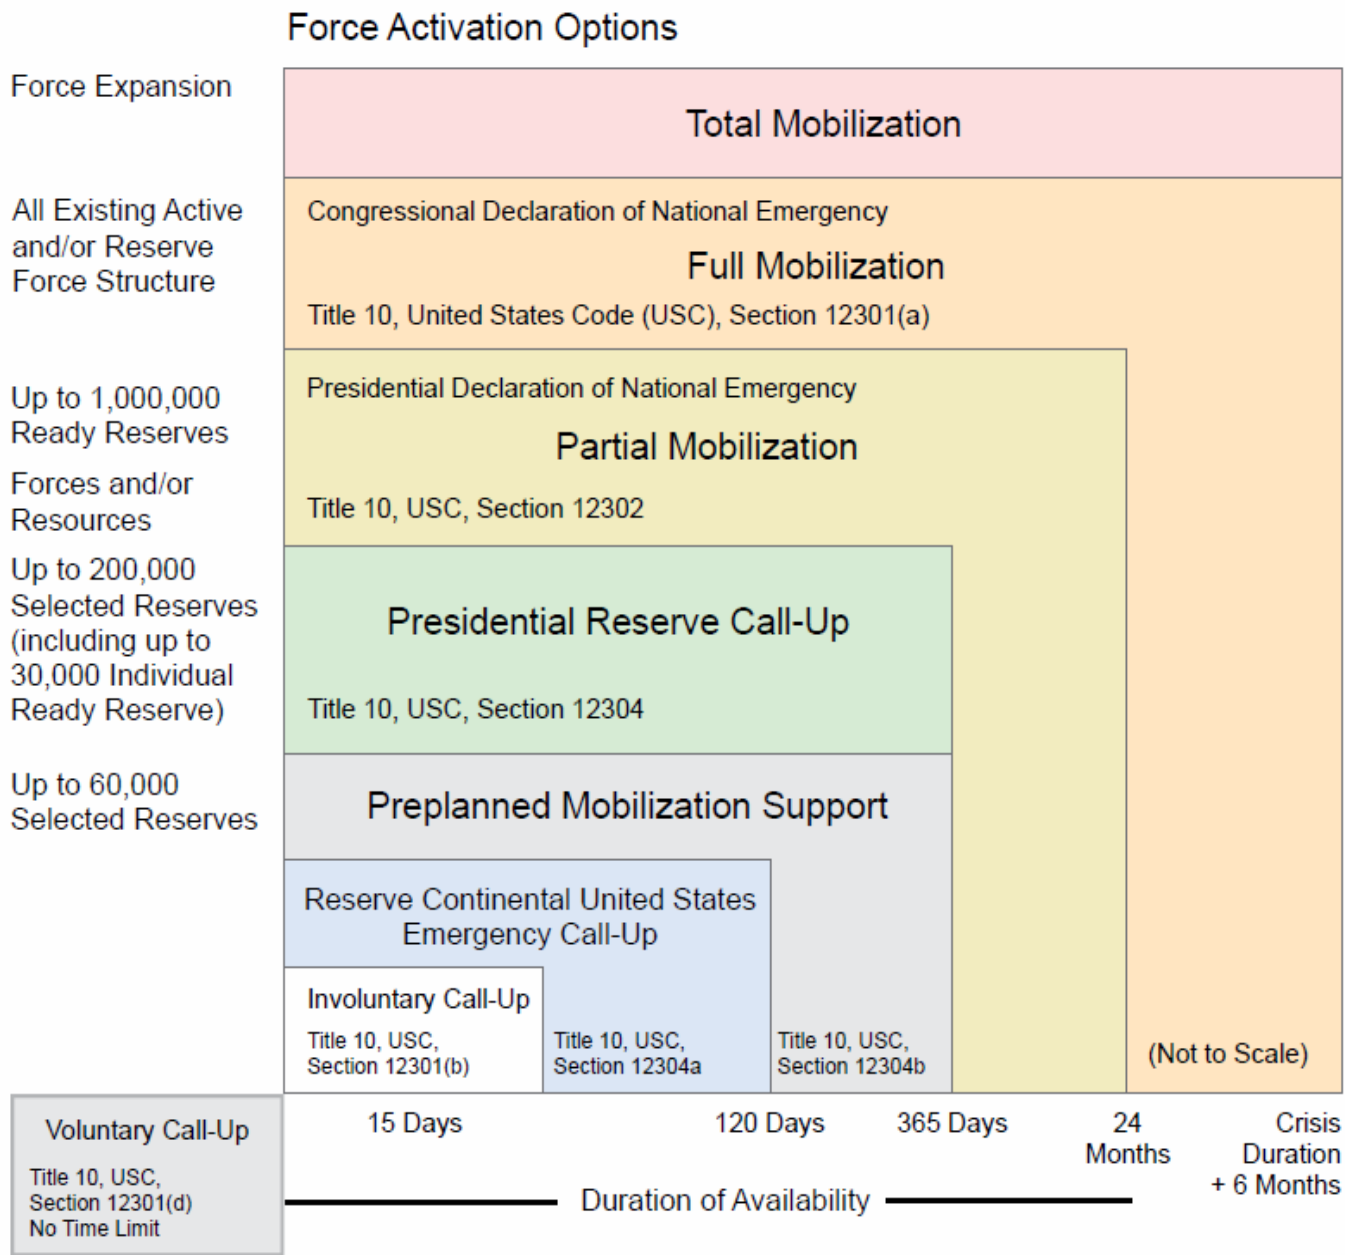 Force Activation Options
Force Expansion
Total Mobilization
All Existing Active
and/or Reserve
Force Structure
Congressional Declaration of National Emergency
Full Mobilization
Title 10, United States Code (USC), Section 12301(a)
Up to 1,000,000
Ready Reserves
Forces and/or
Resources
Presidential Declaration of National Emergency
Partial Mobilization
Title 10, USC, Section 12302
Up to 200,000
Selected Reserves
(including up to
30,000 Individual
Ready Reserve)
Presidential Reserve Call-Up
Title 10, USC, Section 12304
Up to 60,000
Selected Reserves
Preplanned Mobilization Support
Reserve Continental United States
Emergency Call-Up
Involuntary Call-Up
Title 10, USC,
Section 12301(b)
Title 10, USC,
Section 12304a
Title 10, USC,
Section 12304b
(Not to Scale)
Voluntary Call-Up
Title 10, USC,
Section 12301(d)
No Time Limit
15 Days
120 Days
365 Days
24
Months
Crisis
Duration
+ 6 Months
Duration of Availability